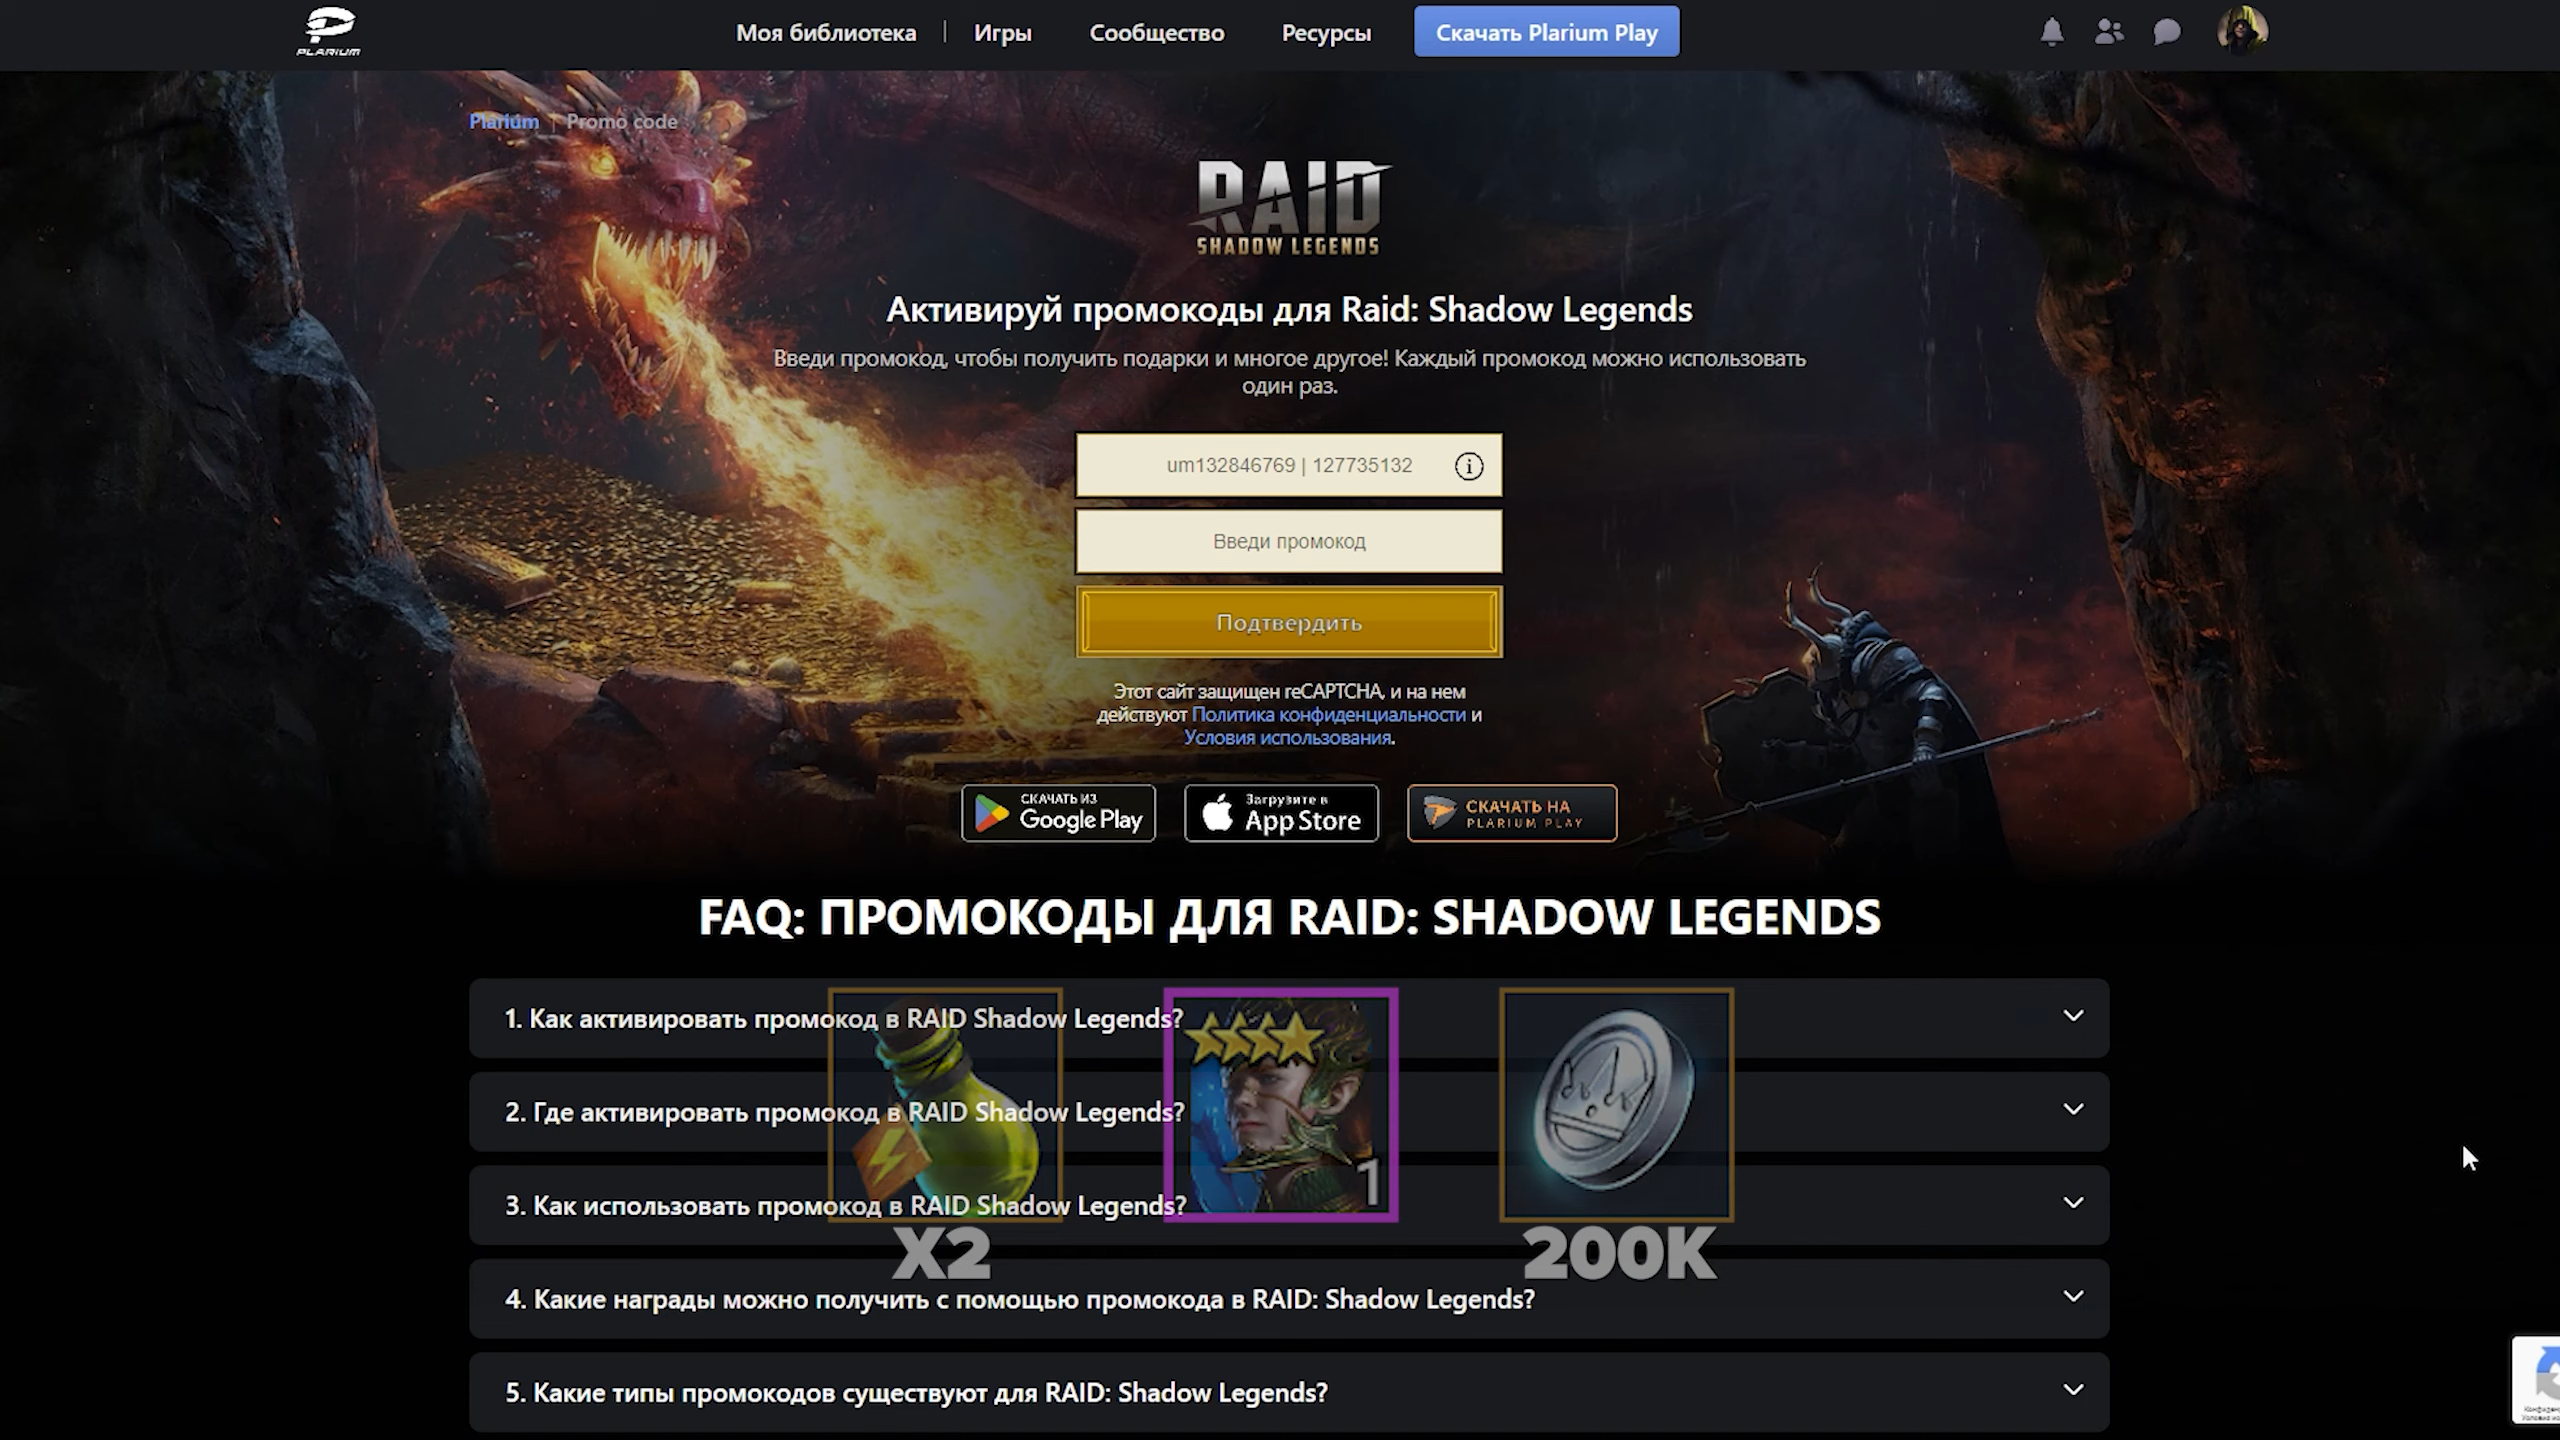 PLARIUM
Моя библиотека | Игры Сообщество Ресурсы Скачать Plarium Play
Plarium | Promo code
RAID
SHADOW LEGENDS
Активируй промокоды для Raid: Shadow Legends
Введи промокод, чтобы получить подарки и многое другое! Каждый промокод можно использовать
один раз.
um132846769 | 127735132
Введи промокод
Подтвердить
Этот сайт защищен reCAPTCHA, и на нем
действуют Политика конфиденциальности и
Условия использования.
СКАЧАТЬ ИЗ
Google Play
Загрузите в
App Store
СКАЧАТЬ НА
PLARIUM PLAY
FAQ: ПРОМОКОДЫ ДЛЯ RAID: SHADOW LEGENDS
1. Как активировать промокод в RAID Shadow Legends?
2. Где активировать промокод в RAID Shadow Legends?
3. Как использовать промокод в RAID Shadow Legends?
1
X2
200K
4. Какие награды можно получить с помощью промокода в RAID: Shadow Legends?
5. Какие типы промокодов существуют для RAID: Shadow Legends?